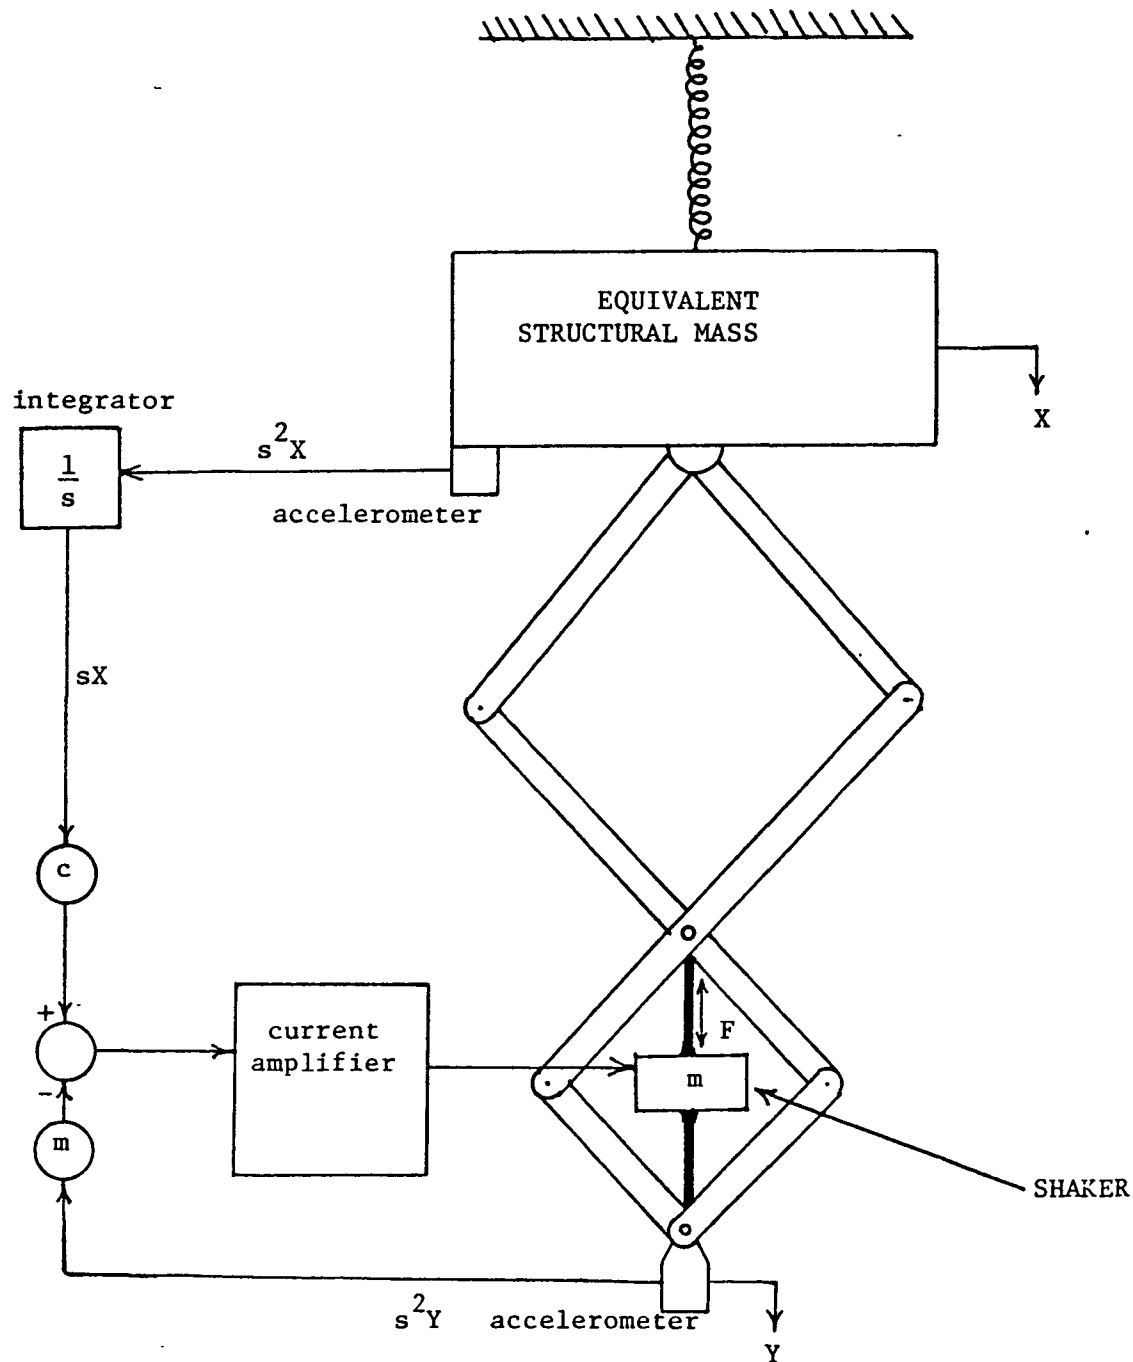 EQUIVALENT
STRUCTURAL MASS
X
integrator
1
s
s²X
accelerometer
sX
c
+
current
amplifier
F
m
-
m
SHAKER
s²Y
accelerometer
Y